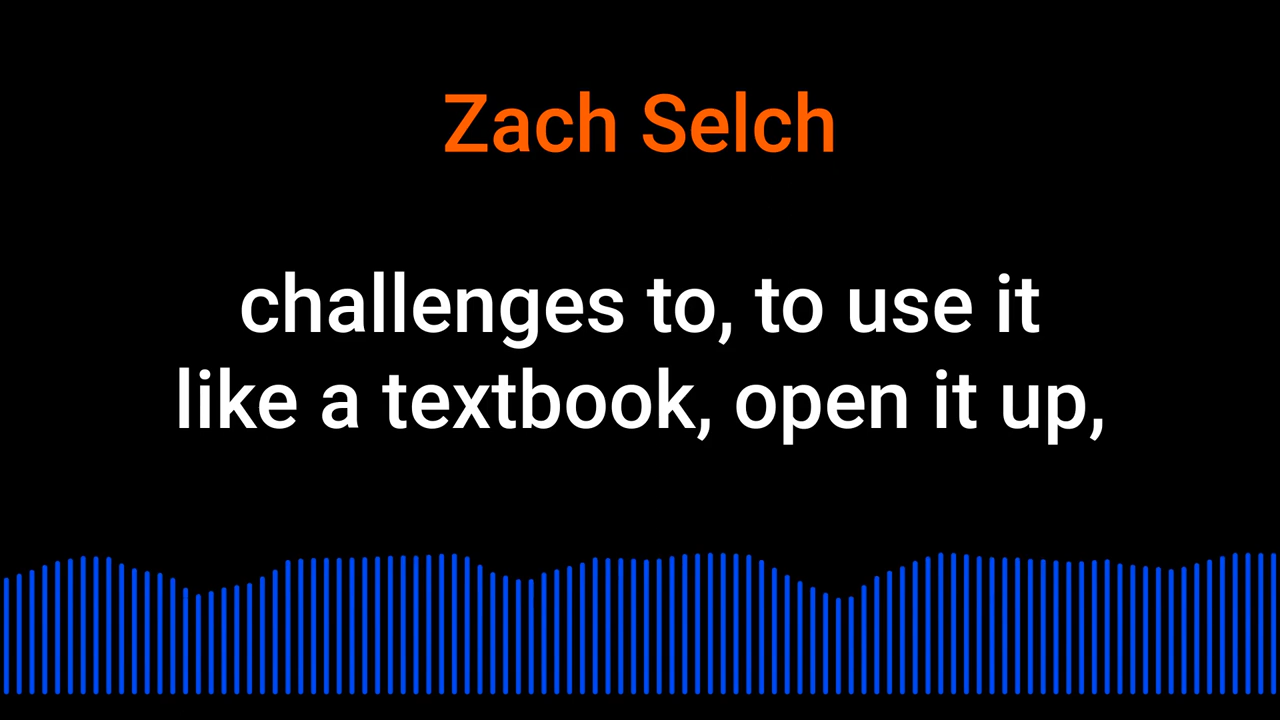 Zach Selch
challenges to, to use it
like a textbook, open it up,